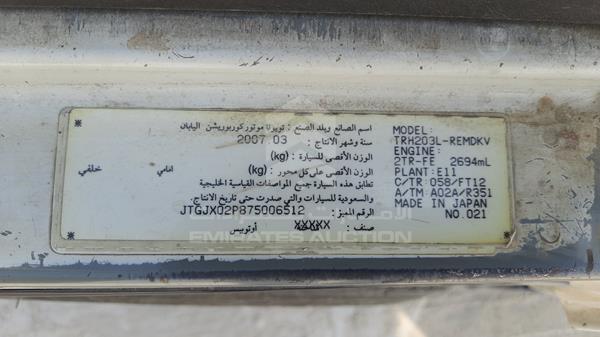 اسم الصانع وبلد الصنع : تويوتا موتور كوربوريشن اليابان
سنة وشهر الانتاج : 2007.03
الوزن الأقصى للسيارة : (kg)
الوزن الأقصى على كل محور : (kg) امامي خلفي
تطابق هذه السيارة جميع المواصفات القياسية الخليجية
والسعودية للسيارات والتي صدرت حتى تاريخ الانتاج .
الرقم المميز : JTGJX02P875006512
صنف : XXXXX أوتوبيس
MODEL:
TRH203L-REMDKV
ENGINE:
2TR-FE 2694mL
PLANT: E11
C/TR: 058/FT12
A/TM: A02A/R351
MADE IN JAPAN
NO.021
EMIRATES AUCTION